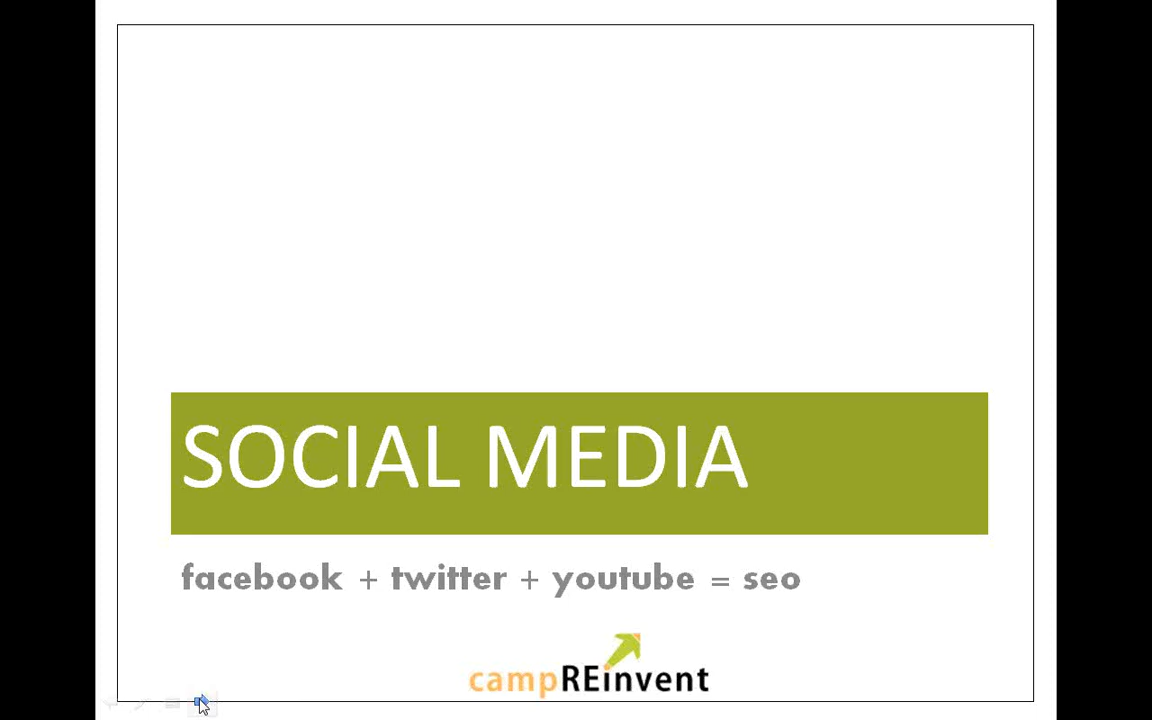 SOCIAL MEDIA
facebook + twitter + youtube = seo
campREinvent